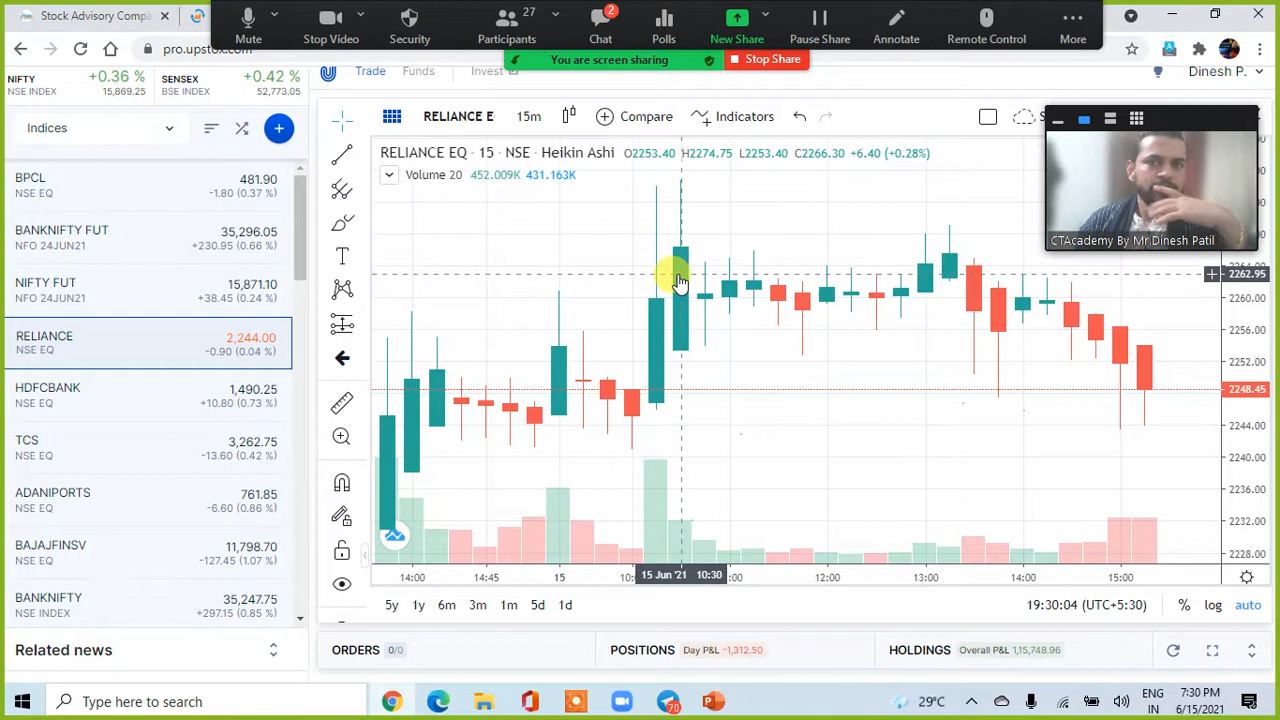 Stock Advisory Compa
Mute
Stop Video
Security
Participants
27
Chat
2
Polls
New Share
Pause Share
Annotate
Remote Control
More
You are screen sharing
Stop Share
pro.upstox.com
NIFTY +0.36 %
NSE INDEX 15,869.25
SENSEX +0.42 %
BSE INDEX 52,773.05
Trade
Funds
Invest
Dinesh P.
Indices
BPCL 481.90
NSE EQ -1.80 (0.37 %)
BANKNIFTY FUT 35,296.05
NFO 24JUN21 +230.95 (0.66 %)
NIFTY FUT 15,871.10
NFO 24JUN21 +38.45 (0.24 %)
RELIANCE 2,244.00
NSE EQ -0.90 (0.04 %)
HDFCBANK 1,490.25
NSE EQ +10.80 (0.73 %)
TCS 3,262.75
NSE EQ -13.60 (0.42 %)
ADANIPORTS 761.85
NSE EQ -6.60 (0.86 %)
BAJAJFINSV 11,798.70
NSE EQ -127.45 (1.07 %)
BANKNIFTY 35,247.75
NSE INDEX +297.15 (0.85 %)
Related news
RELIANCE E
15m
Compare
Indicators
RELIANCE EQ · 15 · NSE · Heikin Ashi O2253.40 H2274.75 L2253.40 C2266.30 +6.40 (+0.28%)
Volume 20 452.009K 431.163K
CTAcademy By Mr.Dinesh Patil
2262.95
2260.00
2256.00
2252.00
2248.45
2244.00
2240.00
2236.00
2232.00
2228.00
14:00 14:45 15 15 Jun '21 10:30 12:00 13:00 14:00 15:00
5y 1y 6m 3m 1m 5d 1d
19:30:04 (UTC+5:30) % log auto
ORDERS 0/0
POSITIONS Day P&L -1,312.50
HOLDINGS Overall P&L 1,15,748.96
Type here to search
70
29°C
ENG
IN
7:30 PM
6/15/2021